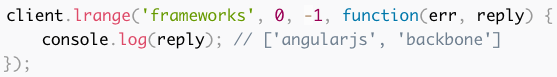 client.lrange('frameworks', 0, -1, function(err, reply) {
    console.log(reply); // ['angularjs', 'backbone']
});